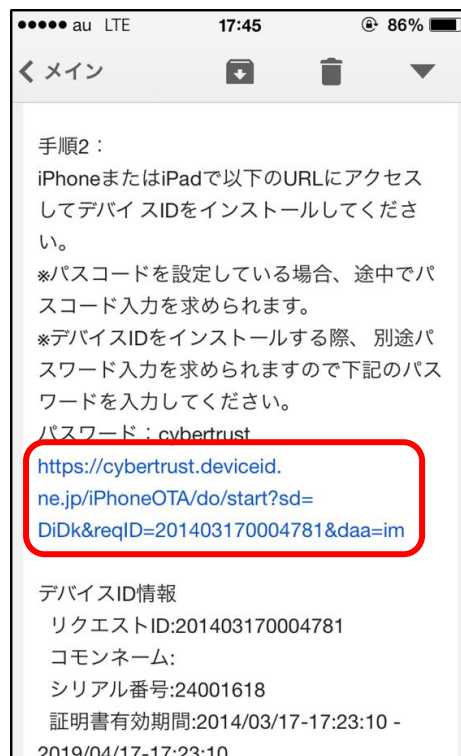 au LTE 17:45 86%
メイン
手順2：
iPhoneまたはiPadで以下のURLにアクセス
してデバイ スIDをインストールしてくださ
い。
※パスコードを設定している場合、途中でパ
スコード入力を求められます。
※デバイスIDをインストールする際、 別途パ
スワード入力を求められますので下記のパス
ワードを入力してください。
パスワード：cybertrust
https://cybertrust.deviceid.
ne.jp/iPhoneOTA/do/start?sd=
DiDk&reqID=201403170004781&daa=im
デバイスID情報
リクエストID:201403170004781
コモンネーム:
シリアル番号:24001618
証明書有効期間:2014/03/17-17:23:10 -
2019/04/17-17:23:10